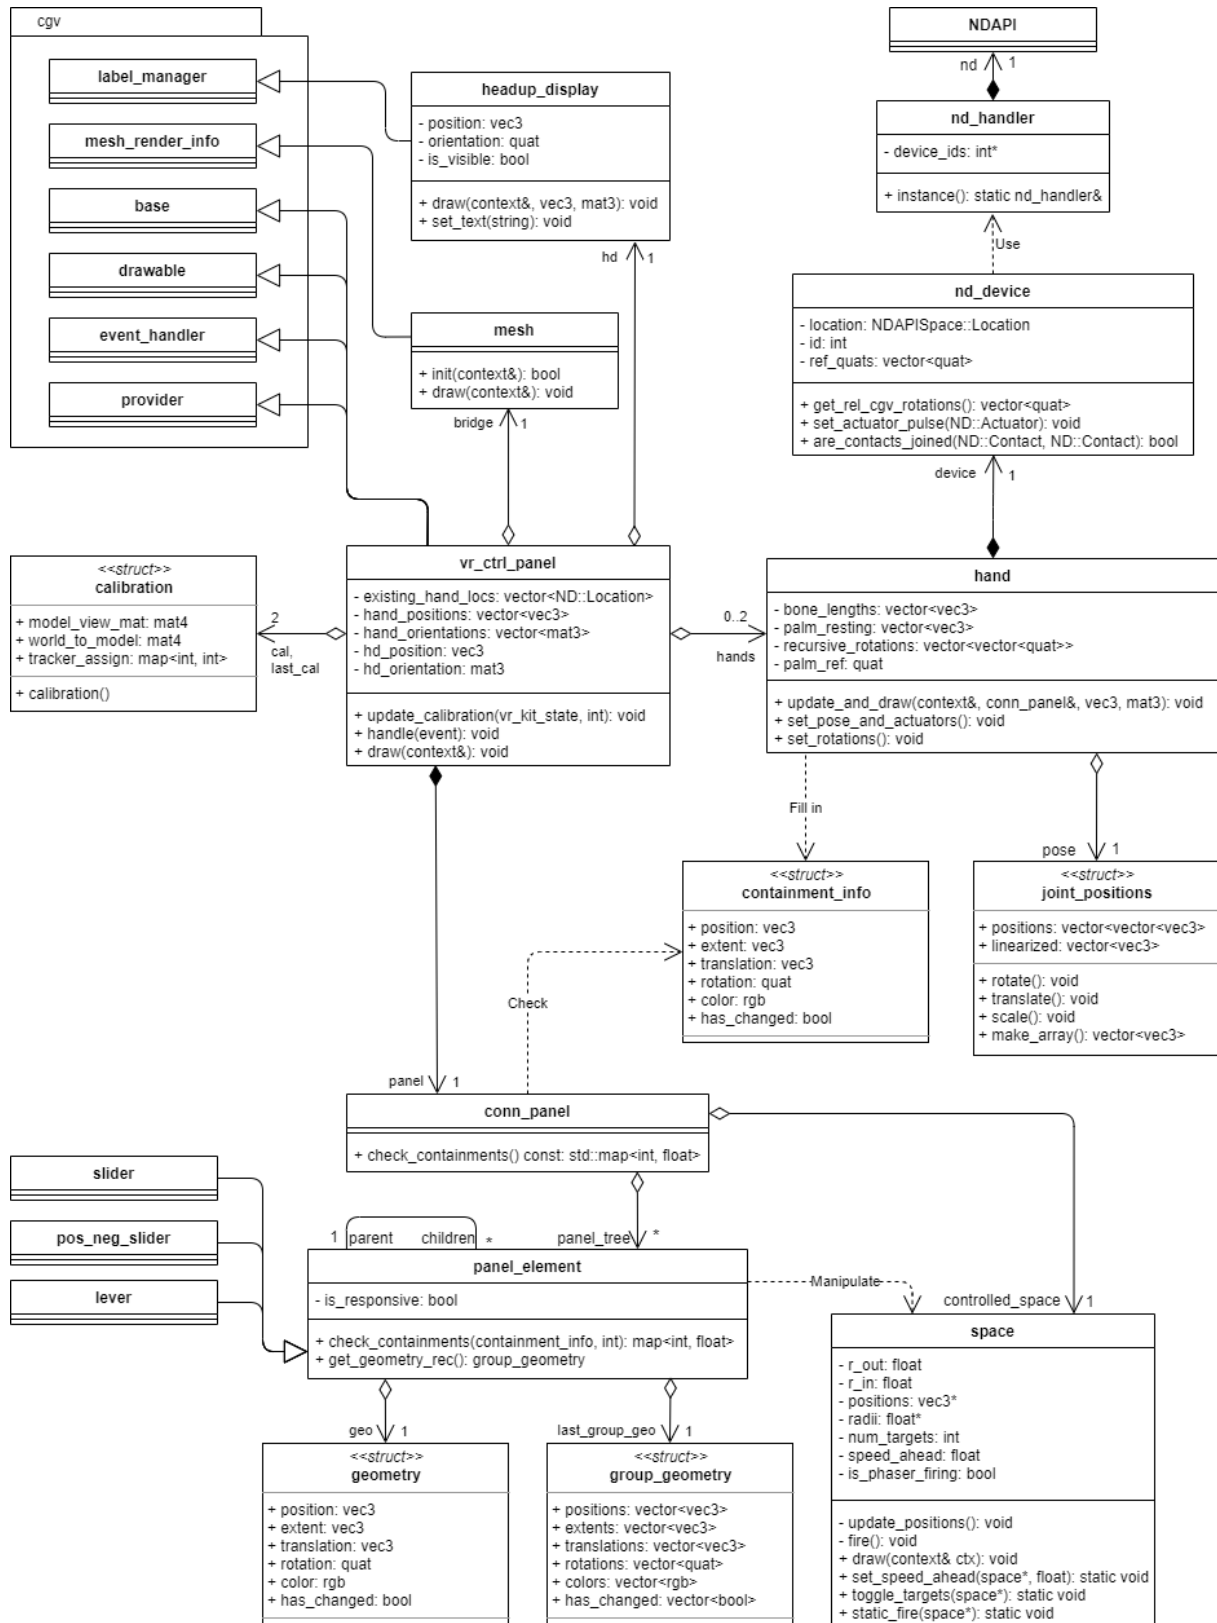 cgv
label_manager
mesh_render_info
base
drawable
event_handler
provider
headup_display
- position: vec3
- orientation: quat
- is_visible: bool
+ draw(context&, vec3, mat3): void
+ set_text(string): void
hd
1
mesh
+ init(context&): bool
+ draw(context&): void
bridge
1
NDAPI
nd
1
nd_handler
- device_ids: int*
+ instance(): static nd_handler&
Use
nd_device
- location: NDAPISpace::Location
- id: int
- ref_quats: vector<quat>
+ get_rel_cgv_rotations(): vector<quat>
+ set_actuator_pulse(ND::Actuator): void
+ are_contacts_joined(ND::Contact, ND::Contact): bool
device
1
<<struct>>
calibration
+ model_view_mat: mat4
+ world_to_model: mat4
+ tracker_assign: map<int, int>
+ calibration()
2
cal,
last_cal
vr_ctrl_panel
- existing_hand_locs: vector<ND::Location>
- hand_positions: vector<vec3>
- hand_orientations: vector<mat3>
- hd_position: vec3
- hd_orientation: mat3
+ update_calibration(vr_kit_state, int): void
+ handle(event): void
+ draw(context&): void
0..2
hands
hand
- bone_lengths: vector<vec3>
- palm_resting: vector<vec3>
- recursive_rotations: vector<vector<quat>>
- palm_ref: quat
+ update_and_draw(context&, conn_panel&, vec3, mat3): void
+ set_pose_and_actuators(): void
+ set_rotations(): void
Fill in
pose
1
<<struct>>
containment_info
+ position: vec3
+ extent: vec3
+ translation: vec3
+ rotation: quat
+ color: rgb
+ has_changed: bool
<<struct>>
joint_positions
+ positions: vector<vector<vec3>
+ linearized: vector<vec3>
+ rotate(): void
+ translate(): void
+ scale(): void
+ make_array(): vector<vec3>
Check
panel
1
conn_panel
+ check_containments() const: std::map<int, float>
slider
pos_neg_slider
lever
1
parent
children
*
panel_tree
*
panel_element
- is_responsive: bool
+ check_containments(containment_info, int): map<int, float>
+ get_geometry_rec(): group_geometry
Manipulate
controlled_space
1
space
- r_out: float
- r_in: float
- positions: vec3*
- radii: float*
- num_targets: int
- speed_ahead: float
- is_phaser_firing: bool
- update_positions(): void
- fire(): void
+ draw(context& ctx): void
+ set_speed_ahead(space*, float): static void
+ toggle_targets(space*): static void
+ static_fire(space*): static void
geo
1
<<struct>>
geometry
+ position: vec3
+ extent: vec3
+ translation: vec3
+ rotation: quat
+ color: rgb
+ has_changed: bool
last_group_geo
1
<<struct>>
group_geometry
+ positions: vector<vec3>
+ extents: vector<vec3>
+ translations: vector<vec3>
+ rotations: vector<quat>
+ colors: vector<rgb>
+ has_changed: vector<bool>